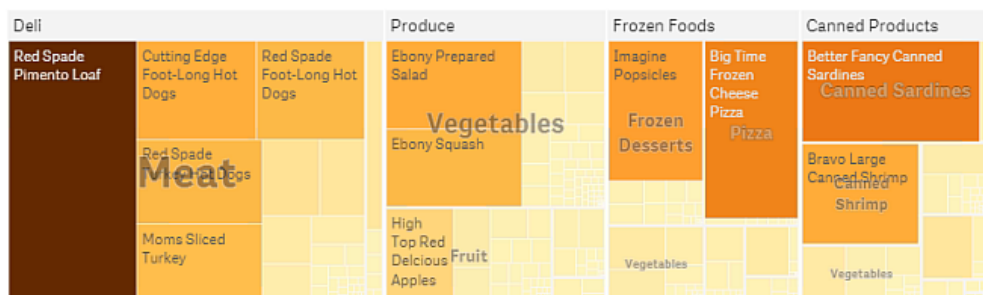 Deli
Produce
Frozen Foods
Canned Products
Red Spade
Pimento Loaf
Cutting Edge
Foot-Long Hot
Dogs
Red Spade
Foot-Long Hot
Dogs
Red Spade
Turkey Hot Dogs
Meat
Moms Sliced
Turkey
Ebony Prepared
Salad
Vegetables
Ebony Squash
High
Top Red
Delcious
Apples
Fruit
Imagine
Popsicles
Frozen
Desserts
Big Time
Frozen
Cheese
Pizza
Pizza
Vegetables
Better Fancy Canned
Sardines
Canned Sardines
Bravo Large
Canned Shrimp
Canned
Shrimp
Vegetables